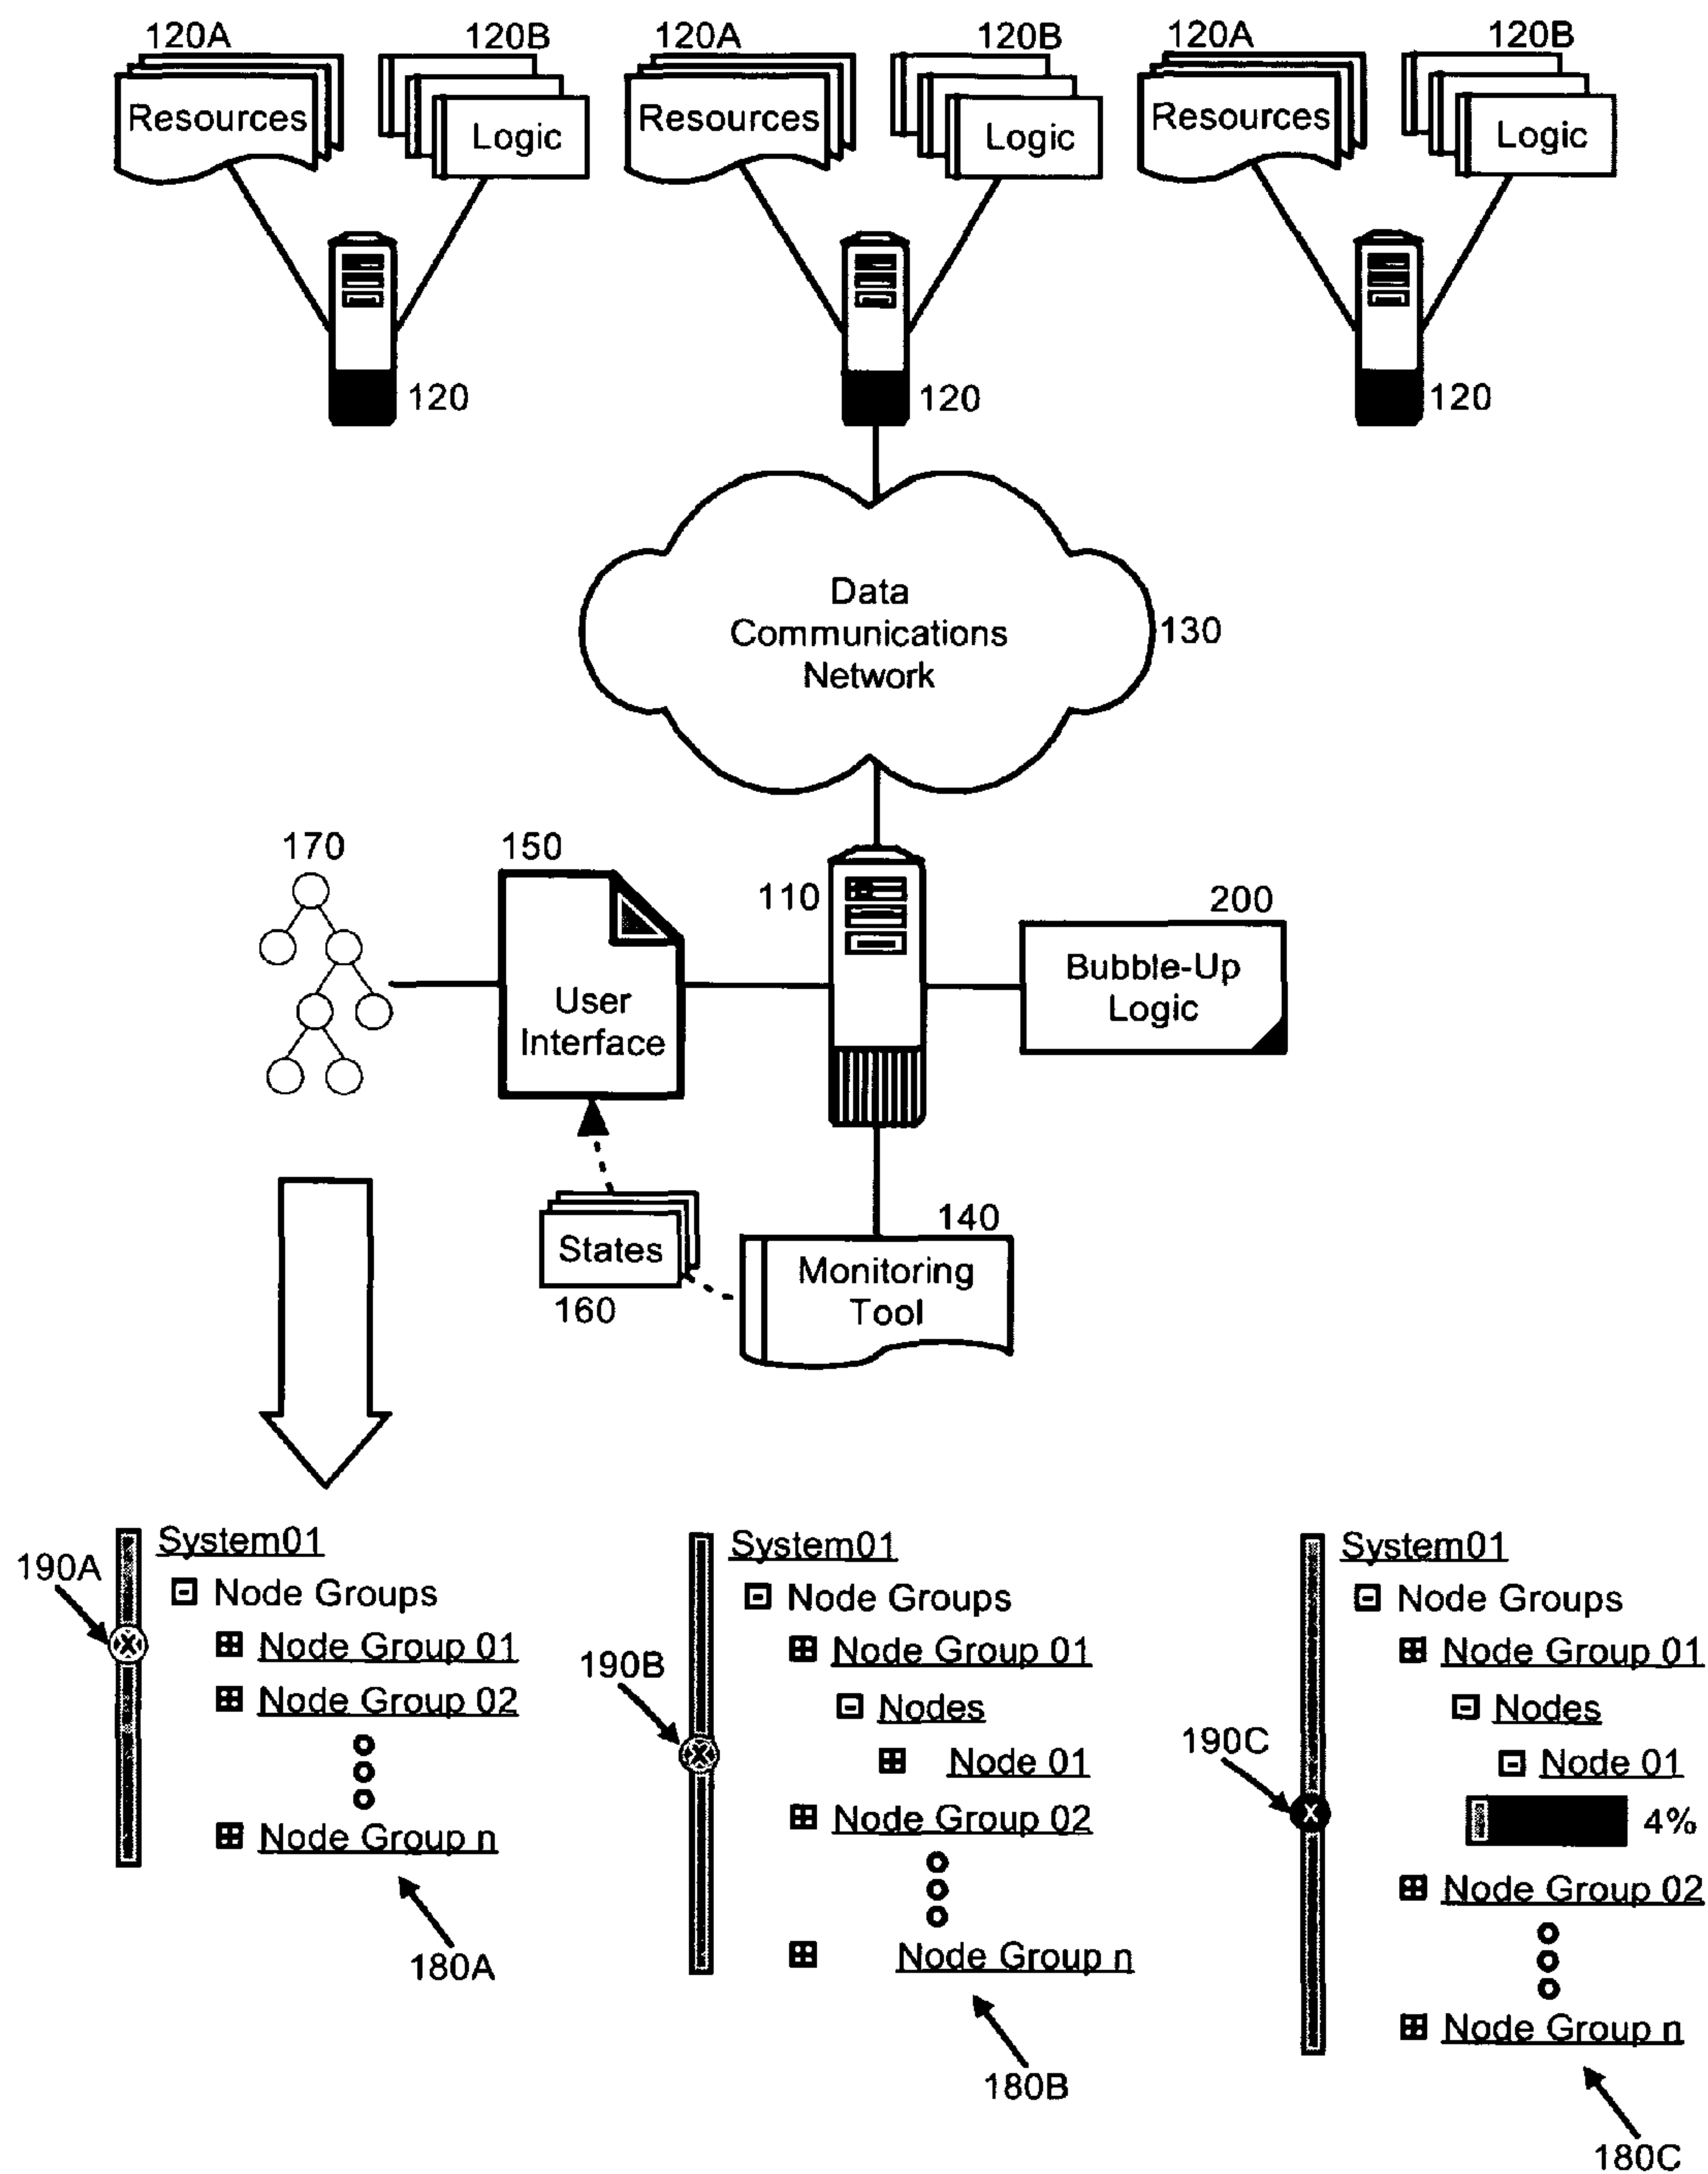 120A 120B 120A 120B 120A 120B
Resources Logic Resources Logic Resources Logic
120 120 120
Data
Communications
Network
130
170 150 110 200
User
Interface
Bubble-Up
Logic
States
160
140
Monitoring
Tool
190A
System01
Node Groups
Node Group 01
Node Group 02
Node Group n
180A
190B
System01
Node Groups
Node Group 01
Nodes
Node 01
Node Group 02
Node Group n
180B
190C
System01
Node Groups
Node Group 01
Nodes
Node 01
4%
Node Group 02
Node Group n
180C